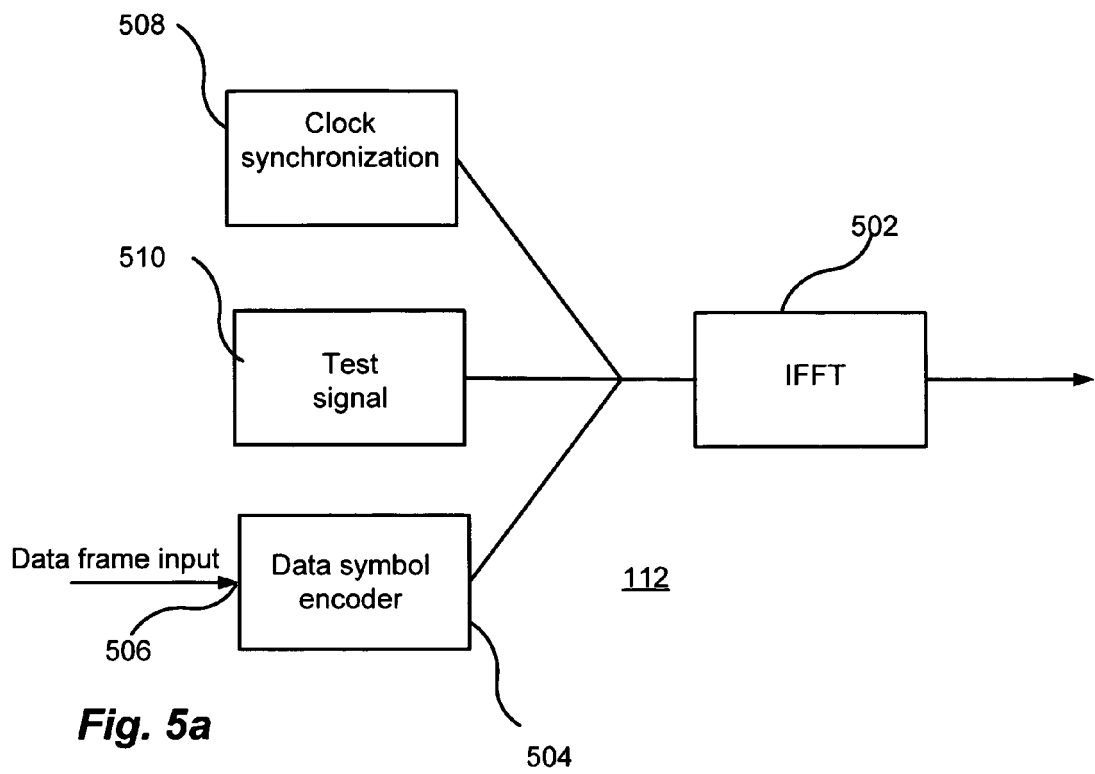 508
Clock
synchronization
502
510
Test
signal
IFFT
Data frame input
Data symbol
encoder
112
506
Fig. 5a
504